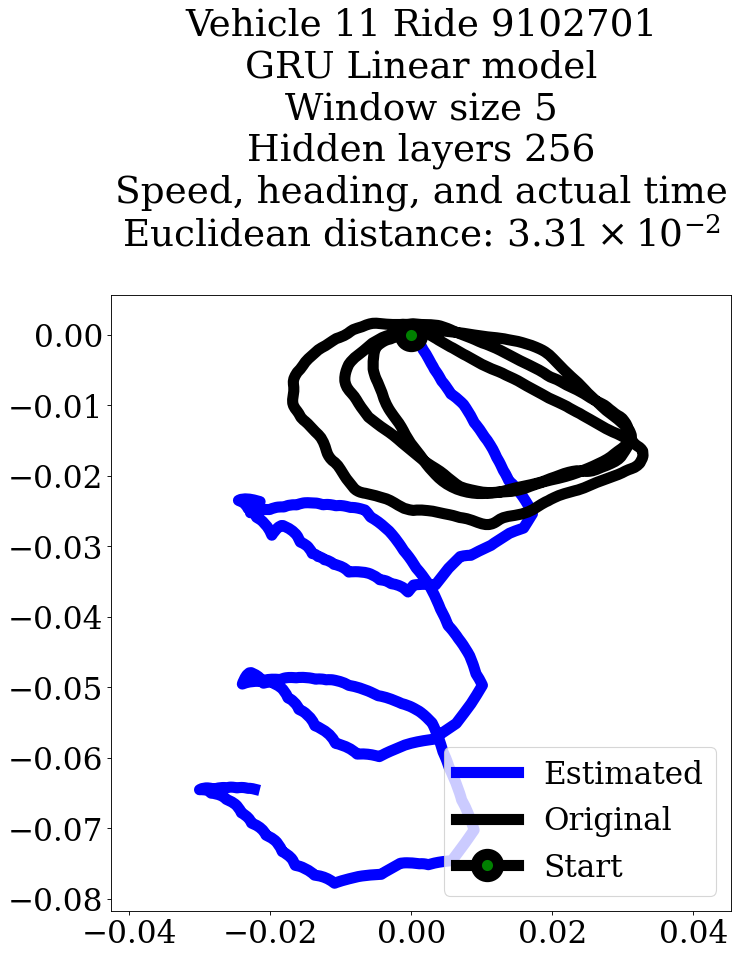 Vehicle 11 Ride 9102701
GRU Linear model
Window size 5
Hidden layers 256
Speed, heading, and actual time
Euclidean distance: 3.31 × 10⁻²
0.00
−0.01
−0.02
−0.03
−0.04
−0.05
−0.06
−0.07
−0.08
Estimated
Original
Start
−0.04 −0.02 0.00 0.02 0.04